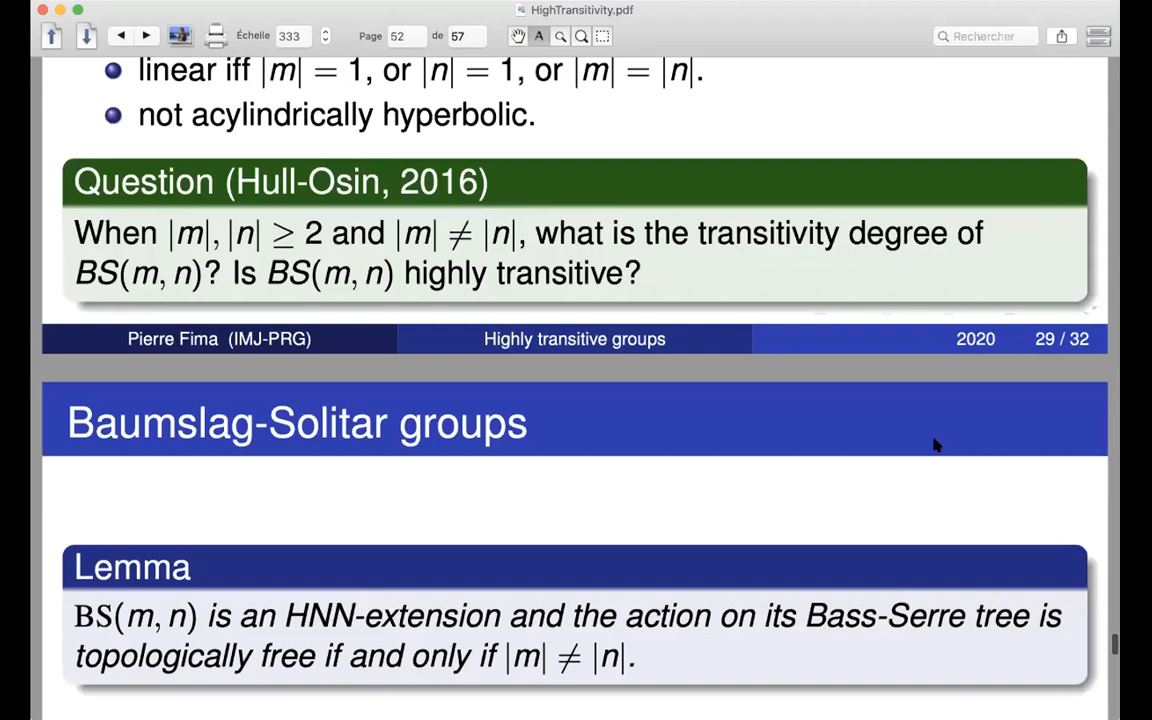 HighTransitivity.pdf
Échelle 333 Page 52 de 57 Rechercher
linear iff |m| = 1, or |n| = 1, or |m| = |n|.
not acylindrically hyperbolic.
Question (Hull-Osin, 2016)
When |m|, |n| ≥ 2 and |m| ≠ |n|, what is the transitivity degree of
BS(m, n)? Is BS(m, n) highly transitive?
Pierre Fima (IMJ-PRG) Highly transitive groups 2020 29 / 32
Baumslag-Solitar groups
Lemma
BS(m, n) is an HNN-extension and the action on its Bass-Serre tree is
topologically free if and only if |m| ≠ |n|.